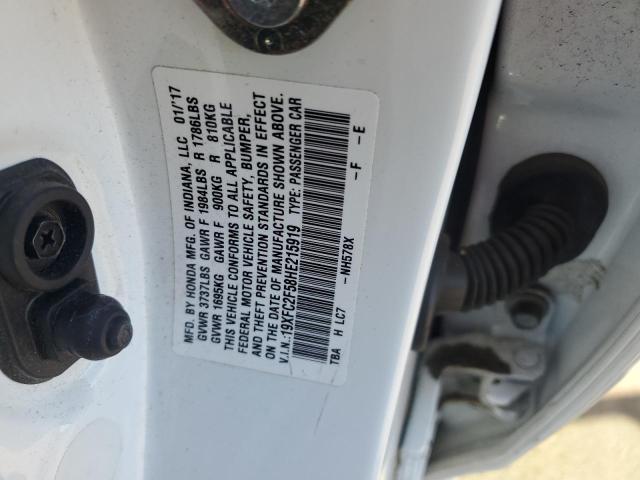 MFD. BY HONDA MFG. OF INDIANA, LLC 01/'17
GVWR 3737LBS GAWR F 1984LBS R 1786LBS
GVWR 1695KG GAWR F 900KG R 810KG
THIS VEHICLE CONFORMS TO ALL APPLICABLE
FEDERAL MOTOR VEHICLE SAFETY, BUMPER,
AND THEFT PREVENTION STANDARDS IN EFFECT
ON THE DATE OF MANUFACTURE SHOWN ABOVE.
V.I.N.:19XFC2F58HE215919 TYPE: PASSENGER CAR
TBA H LC7 -NH578X -F -E